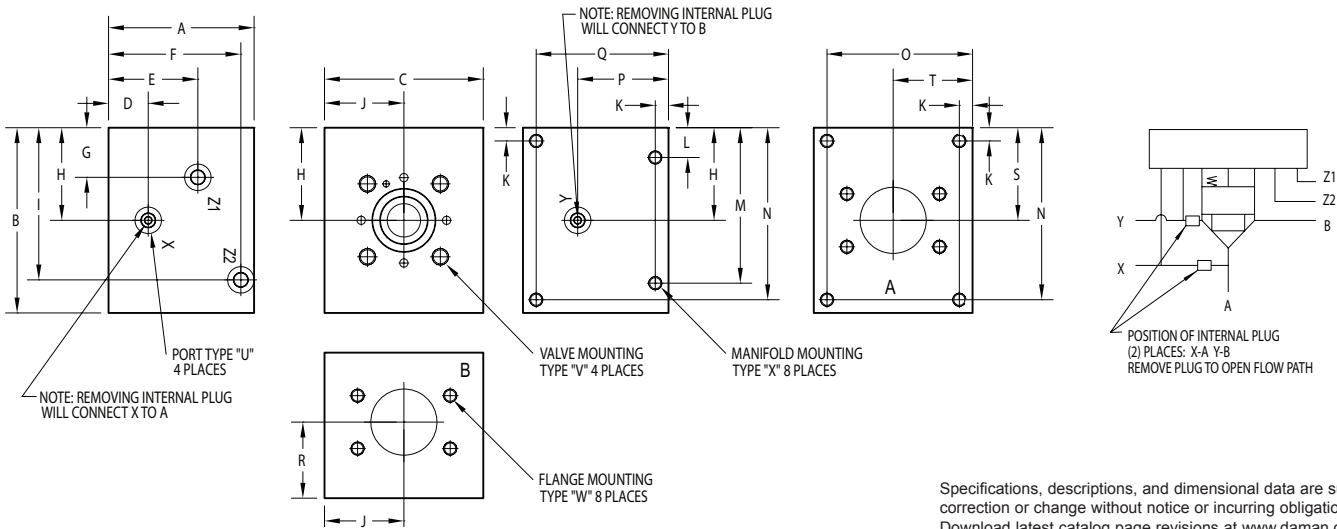 NOTE: REMOVING INTERNAL PLUG
WILL CONNECT Y TO B
A
F
E
D
G
H
I
B
Z1
X
Z2
PORT TYPE "U"
4 PLACES
NOTE: REMOVING INTERNAL PLUG
WILL CONNECT X TO A
C
J
H
VALVE MOUNTING
TYPE "V" 4 PLACES
Q
P
K
K
L
H
M
N
Y
MANIFOLD MOUNTING
TYPE "X" 8 PLACES
O
T
K
K
S
N
A
B
R
J
FLANGE MOUNTING
TYPE "W" 8 PLACES
Z1
Z2
Y
B
X
A
POSITION OF INTERNAL PLUG
(2) PLACES: X-A Y-B
REMOVE PLUG TO OPEN FLOW PATH
Specifications, descriptions, and dimensional data are
correction or change without notice or incurring
Download latest catalog page revisions at